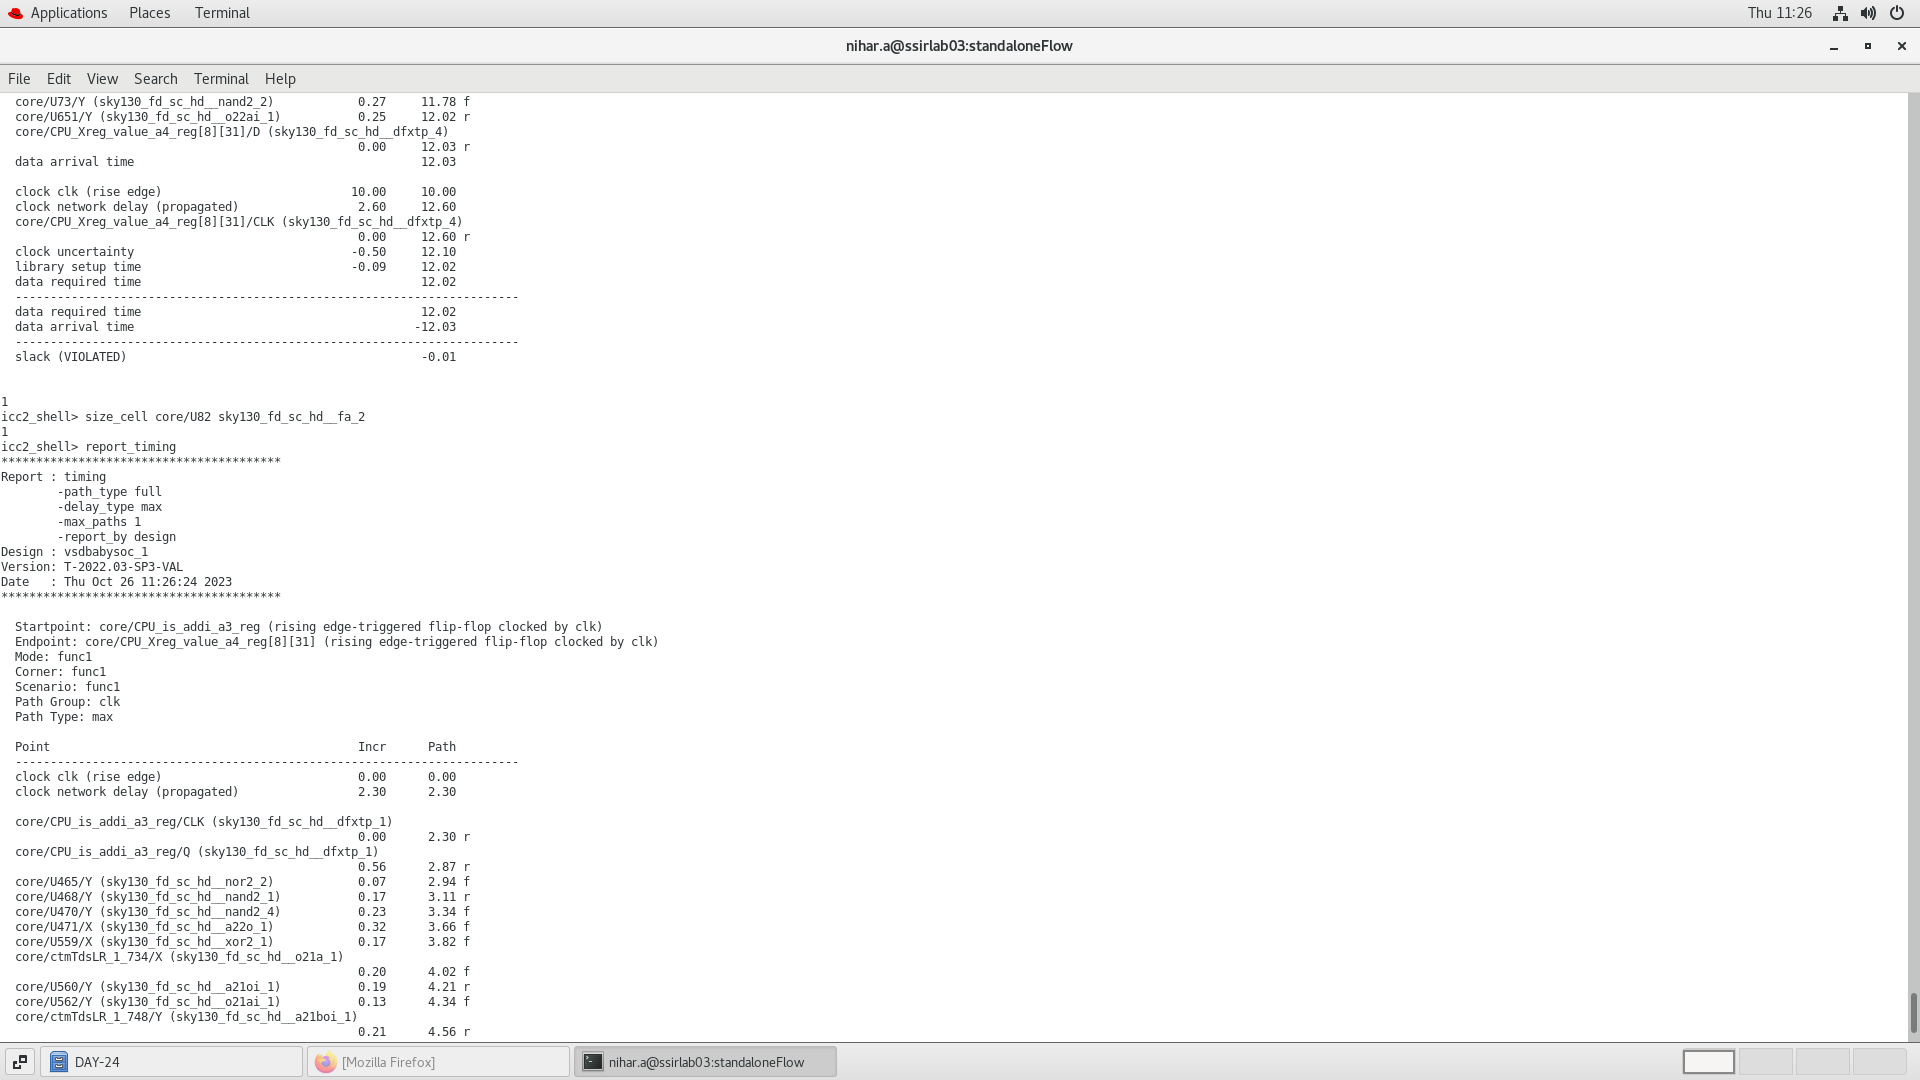 Applications Places Terminal Thu 11:26
nihar.a@ssirlab03:standaloneFlow
File Edit View Search Terminal Help
core/U73/Y (sky130_fd_sc_hd__nand2_2) 0.27 11.78 f
core/U651/Y (sky130_fd_sc_hd__o22ai_1) 0.25 12.02 r
core/CPU_Xreg_value_a4_reg[8][31]/D (sky130_fd_sc_hd__dfxtp_4)
0.00 12.03 r
data arrival time 12.03
clock clk (rise edge) 10.00 10.00
clock network delay (propagated) 2.60 12.60
core/CPU_Xreg_value_a4_reg[8][31]/CLK (sky130_fd_sc_hd__dfxtp_4)
0.00 12.60 r
clock uncertainty -0.50 12.10
library setup time -0.09 12.02
data required time 12.02
------------------------------------------------------------------------
data required time 12.02
data arrival time -12.03
------------------------------------------------------------------------
slack (VIOLATED) -0.01
1
icc2_shell> size_cell core/U82 sky130_fd_sc_hd__fa_2
1
icc2_shell> report_timing
****************************************
Report : timing
-path_type full
-delay_type max
-max_paths 1
-report_by design
Design : vsdbabysoc_1
Version: T-2022.03-SP3-VAL
Date : Thu Oct 26 11:26:24 2023
****************************************
Startpoint: core/CPU_is_addi_a3_reg (rising edge-triggered flip-flop clocked by clk)
Endpoint: core/CPU_Xreg_value_a4_reg[8][31] (rising edge-triggered flip-flop clocked by clk)
Mode: func1
Corner: func1
Scenario: func1
Path Group: clk
Path Type: max
Point Incr Path
------------------------------------------------------------------------
clock clk (rise edge) 0.00 0.00
clock network delay (propagated) 2.30 2.30
core/CPU_is_addi_a3_reg/CLK (sky130_fd_sc_hd__dfxtp_1)
0.00 2.30 r
core/CPU_is_addi_a3_reg/Q (sky130_fd_sc_hd__dfxtp_1)
0.56 2.87 r
core/U465/Y (sky130_fd_sc_hd__nor2_2) 0.07 2.94 f
core/U468/Y (sky130_fd_sc_hd__nand2_1) 0.17 3.11 r
core/U470/Y (sky130_fd_sc_hd__nand2_4) 0.23 3.34 f
core/U471/X (sky130_fd_sc_hd__a22o_1) 0.32 3.66 f
core/U559/X (sky130_fd_sc_hd__xor2_1) 0.17 3.82 f
core/ctmTdsLR_1_734/X (sky130_fd_sc_hd__o21a_1)
0.20 4.02 f
core/U560/Y (sky130_fd_sc_hd__a21oi_1) 0.19 4.21 r
core/U562/Y (sky130_fd_sc_hd__o21ai_1) 0.13 4.34 f
core/ctmTdsLR_1_748/Y (sky130_fd_sc_hd__a21boi_1)
0.21 4.56 r
DAY-24 [Mozilla Firefox] nihar.a@ssirlab03:standaloneFlow